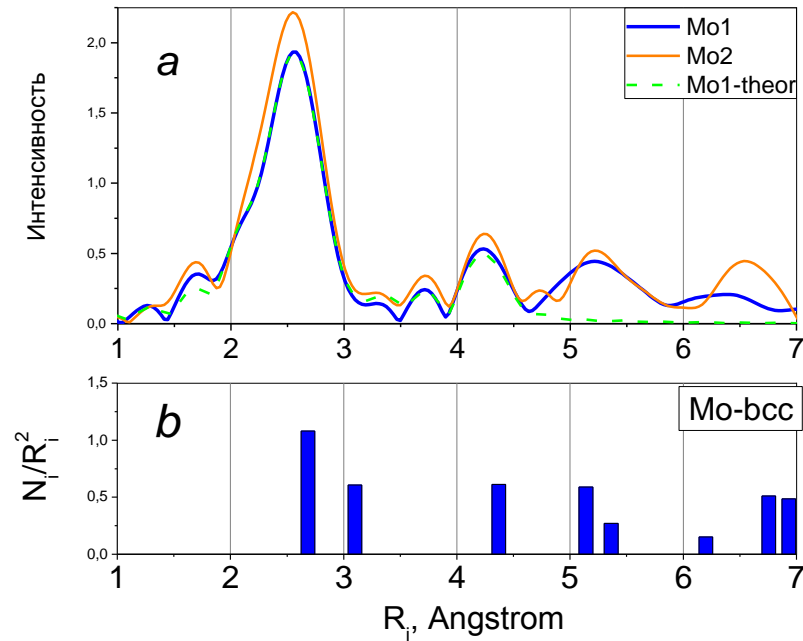 a
Mo1
Mo2
Mo1-theor
Интенсивность
2,0
1,5
1,0
0,5
0,0
1 2 3 4 5 6 7
b
Mo-bcc
N_i/R_i^2
1,5
1,0
0,5
0,0
1 2 3 4 5 6 7
R_i, Angstrom